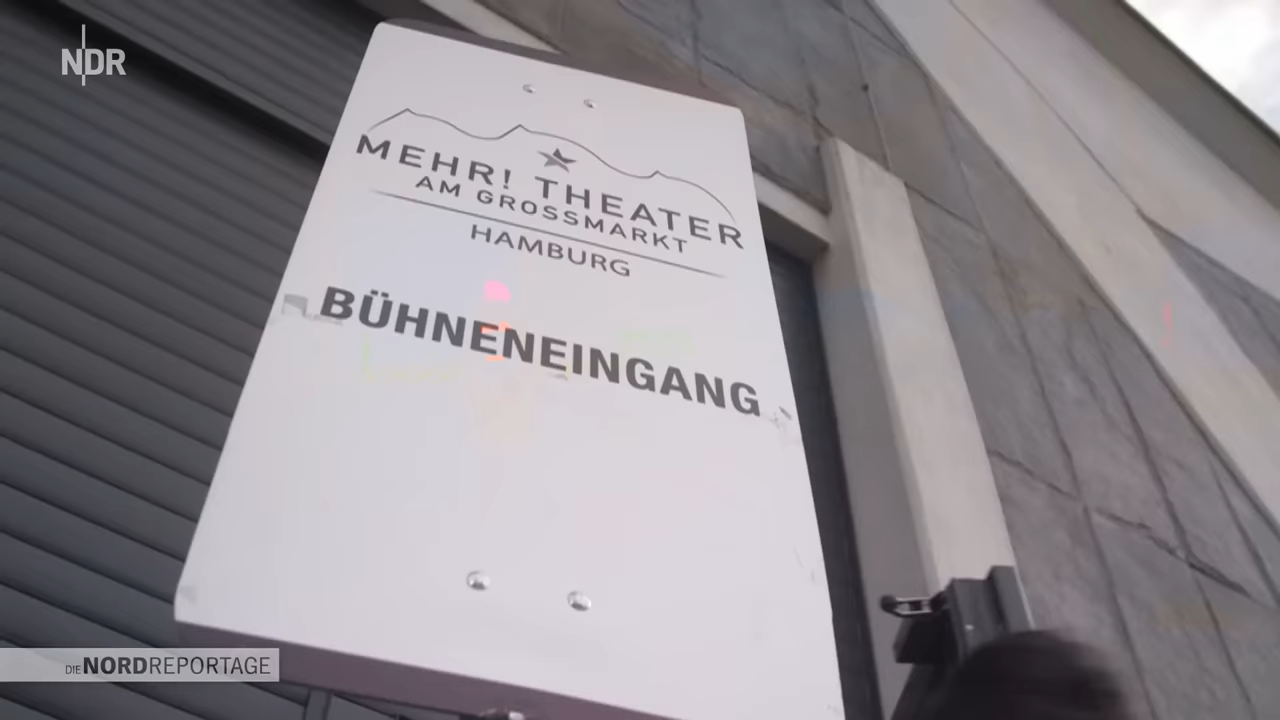 NDR
MEHR! THEATER
AM GROSSMARKT
HAMBURG
BÜHNENEINGANG
DIE NORDREPORTAGE